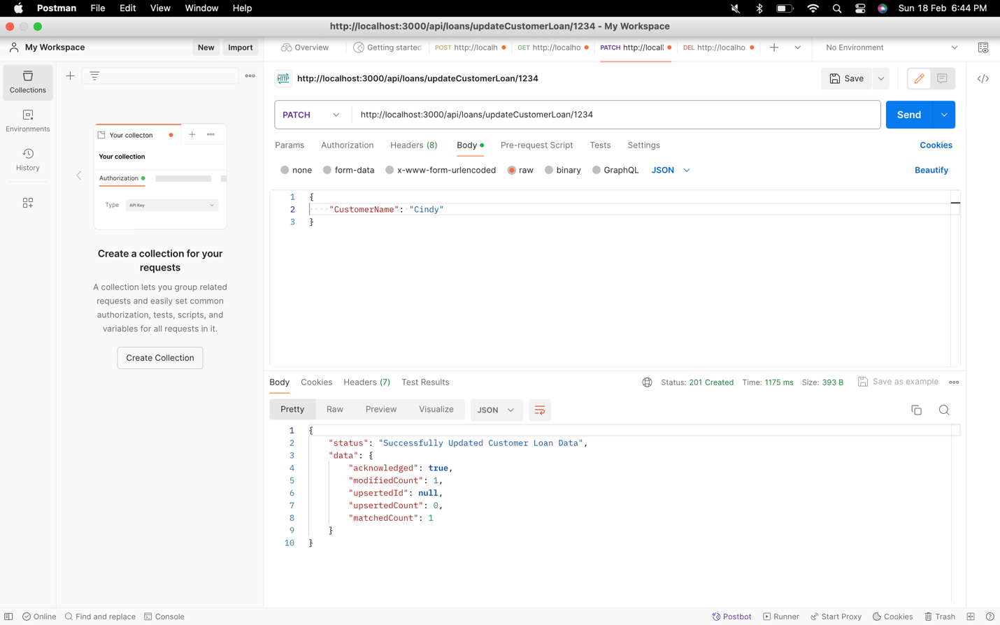 Postman File Edit View Window Help Sun 18 Feb 6:44 PM
http://localhost:3000/api/loans/updateCustomerLoan/1234 - My Workspace
My Workspace New Import Overview Getting started POST http://localh GET http://localho PATCH http://local DEL http://localho No Environment
HTTP http://localhost:3000/api/loans/updateCustomerLoan/1234 Save
Collections
Environments
History
Your collecton
Your collection
Authorization
Type API Key
Create a collection for your
requests
A collection lets you group related
requests and easily set common
authorization, tests, scripts, and
variables for all requests in it.
Create Collection
PATCH http://localhost:3000/api/loans/updateCustomerLoan/1234 Send
Params Authorization Headers (8) Body Pre-request Script Tests Settings Cookies
none form-data x-www-form-urlencoded raw binary GraphQL JSON Beautify
1 {
2 "CustomerName": "Cindy"
3 }
Body Cookies Headers (7) Test Results Status: 201 Created Time: 1175 ms Size: 393 B Save as example
Pretty Raw Preview Visualize JSON
1 {
2 "status": "Successfully Updated Customer Loan Data",
3 "data": {
4 "acknowledged": true,
5 "modifiedCount": 1,
6 "upsertedId": null,
7 "upsertedCount": 0,
8 "matchedCount": 1
9 }
10 }
Online Find and replace Console Postbot Runner Start Proxy Cookies Trash